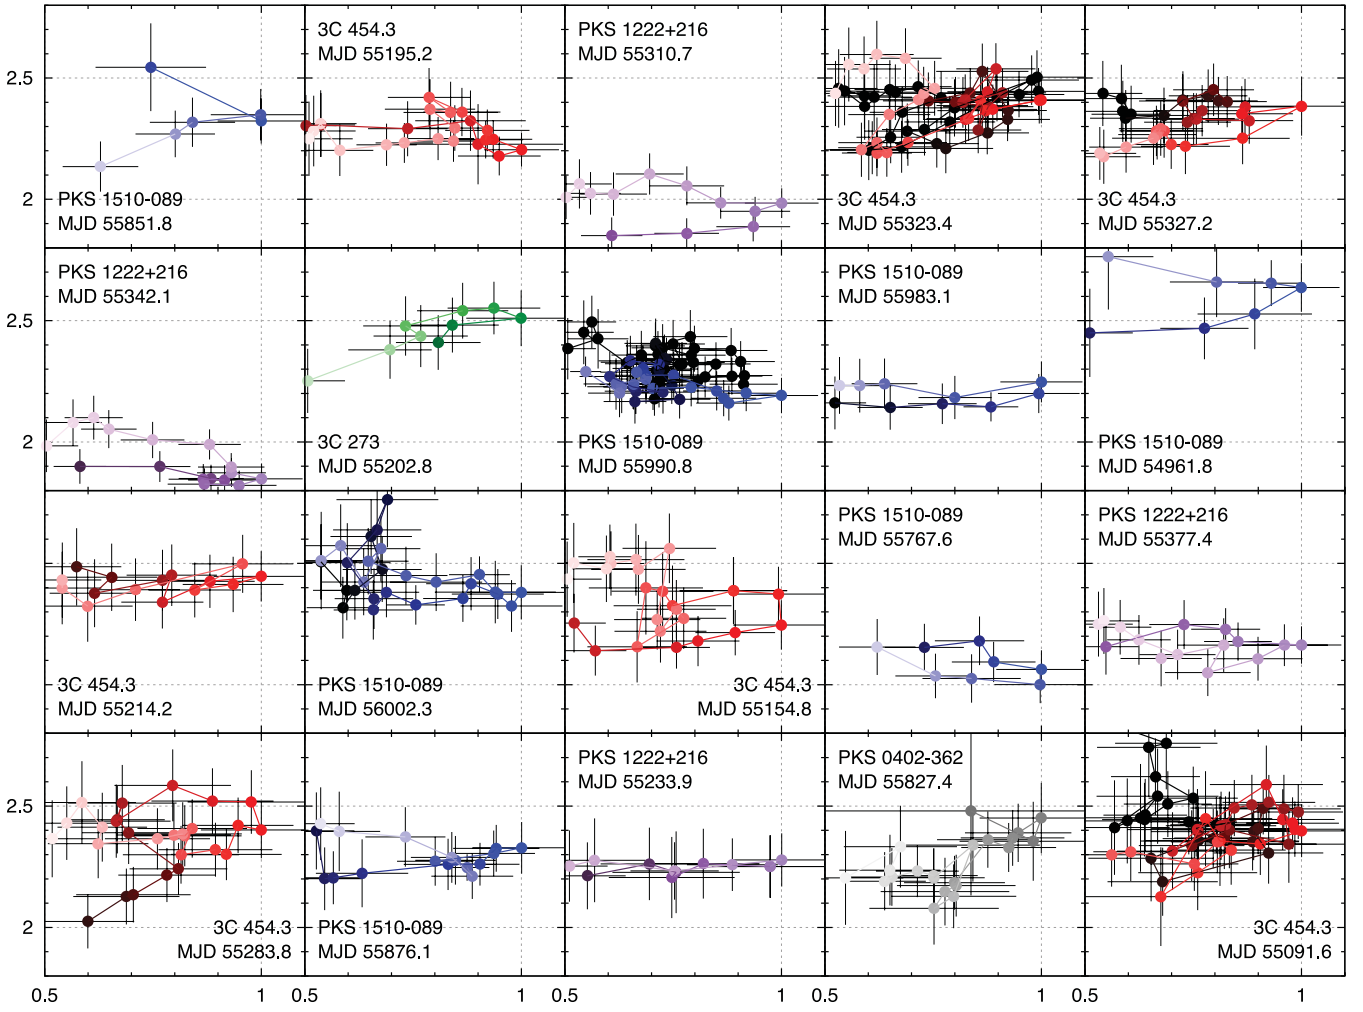 2.5
2
PKS 1510-089
MJD 55851.8
3C 454.3
MJD 55195.2
PKS 1222+216
MJD 55310.7
3C 454.3
MJD 55323.4
3C 454.3
MJD 55327.2
2.5
2
PKS 1222+216
MJD 55342.1
3C 273
MJD 55202.8
PKS 1510-089
MJD 55990.8
PKS 1510-089
MJD 55983.1
PKS 1510-089
MJD 54961.8
3C 454.3
MJD 55214.2
PKS 1510-089
MJD 56002.3
3C 454.3
MJD 55154.8
PKS 1510-089
MJD 55767.6
PKS 1222+216
MJD 55377.4
2.5
2
3C 454.3
MJD 55283.8
PKS 1510-089
MJD 55876.1
PKS 1222+216
MJD 55233.9
PKS 0402-362
MJD 55827.4
3C 454.3
MJD 55091.6
0.5 1 0.5 1 0.5 1 0.5 1 0.5 1